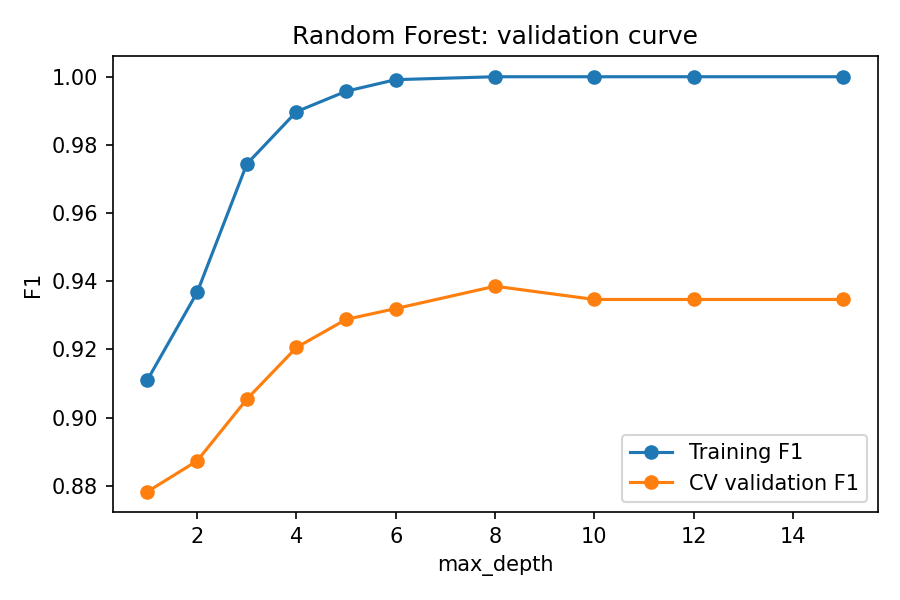 Random Forest: validation curve
1.00
0.98
0.96
0.94
0.92
0.90
0.88
F1
Training F1
CV validation F1
2 4 6 8 10 12 14
max_depth